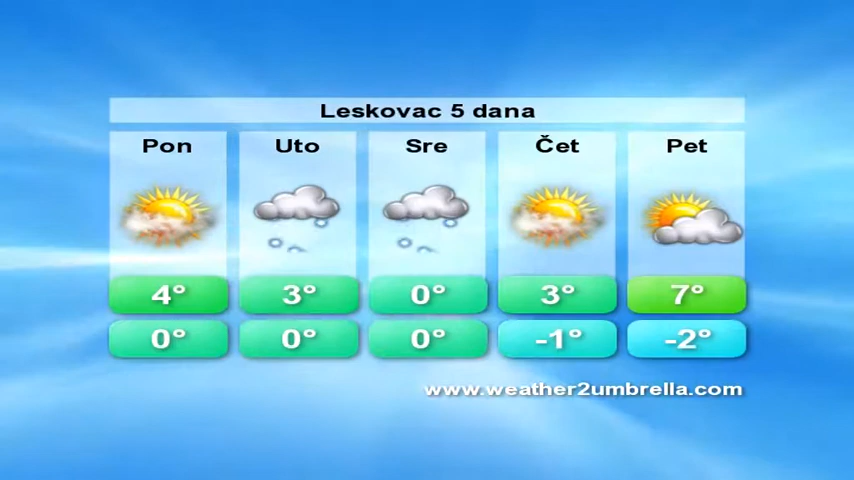 Leskovac 5 dana
Pon Uto Sre Čet Pet
4° 3° 0° 3° 7°
0° 0° 0° -1° -2°
www.weather2umbrella.com